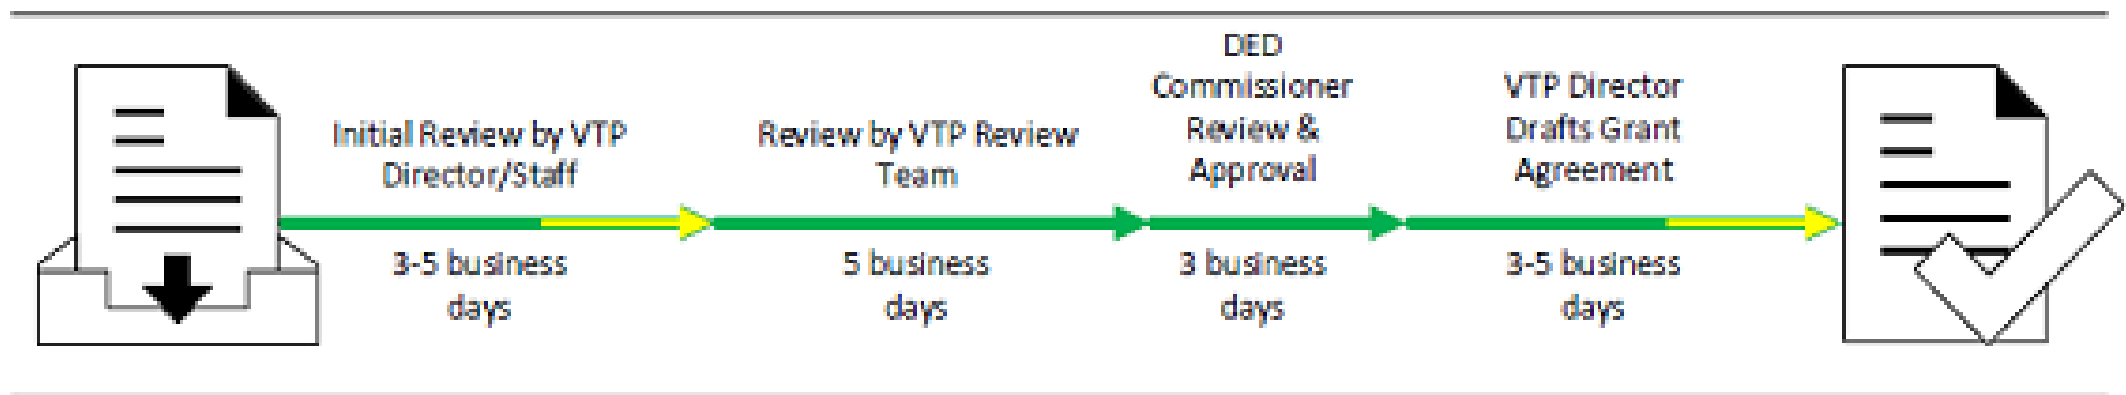 Initial Review by VTP
Director/Staff
3-5 business
days
Review by VTP Review
Team
5 business
days
DED
Commissioner
Review &
Approval
3 business
days
VTP Director
Drafts Grant
Agreement
3-5 business
days